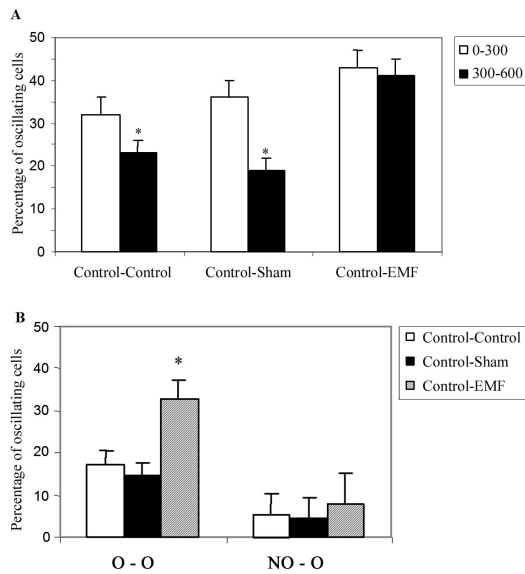 A
50
40
30
20
10
0
Percentage of oscillating cells
*
*
Control-Control
Control-Sham
Control-EMF
0-300
300-600
B
50
40
30
20
10
0
Percentage of oscillating cells
*
O - O
NO - O
Control-Control
Control-Sham
Control-EMF